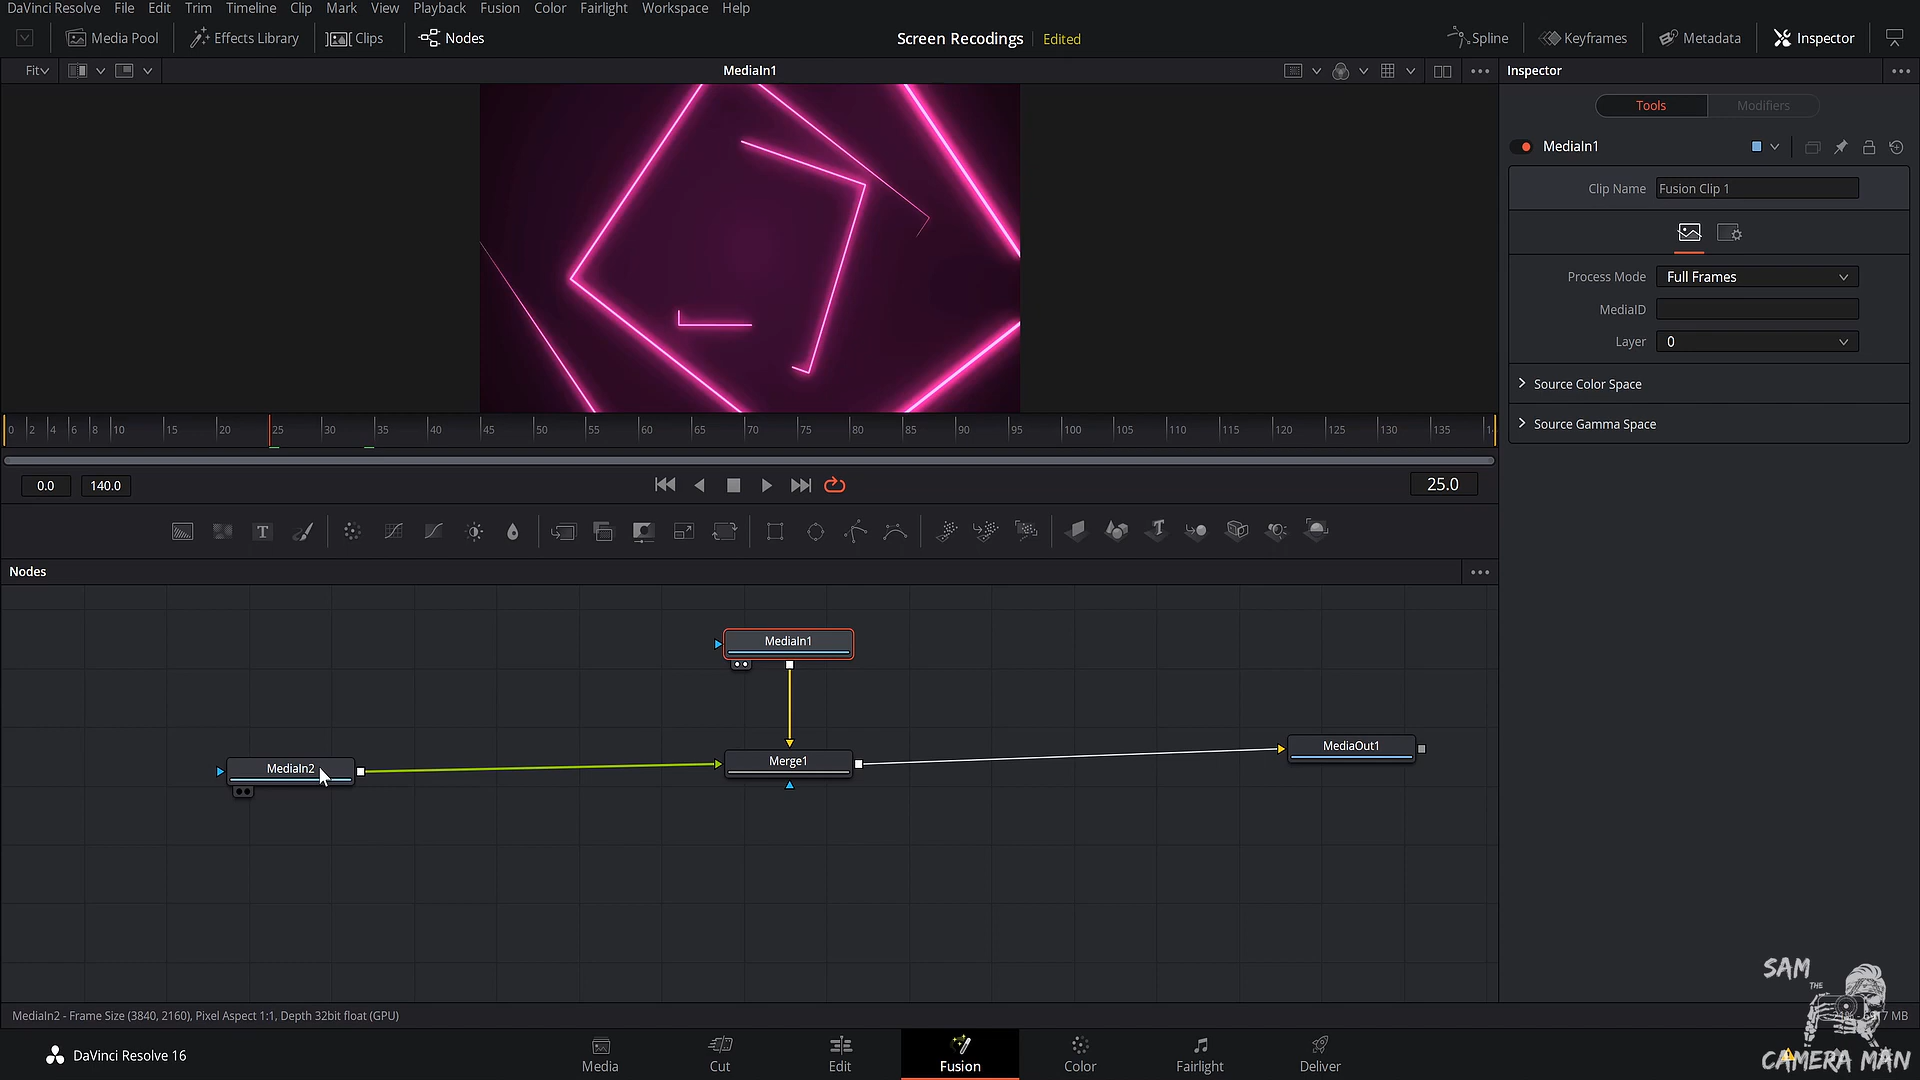 DaVinci Resolve File Edit Trim Timeline Clip Mark View Playback Fusion Color Fairlight Workspace Help
Media Pool Effects Library Clips Nodes Screen Recodings Edited Spline Keyframes Metadata Inspector
Fit MediaIn1 Inspector
Tools Modifiers
MediaIn1
Clip Name Fusion Clip 1
Process Mode Full Frames
MediaID
Layer 0
Source Color Space
Source Gamma Space
0 2 4 6 8 10 15 20 25 30 35 40 45 50 55 60 65 70 75 80 85 90 95 100 105 110 115 120 125 130 135
0.0 140.0 25.0
T T
Nodes
MediaIn1
MediaIn2 Merge1 MediaOut1
SAM
THE
CAMERA MAN
MediaIn2 - Frame Size (3840, 2160), Pixel Aspect 1:1, Depth 32bit float (GPU)
DaVinci Resolve 16 Media Cut Edit Fusion Color Fairlight Deliver